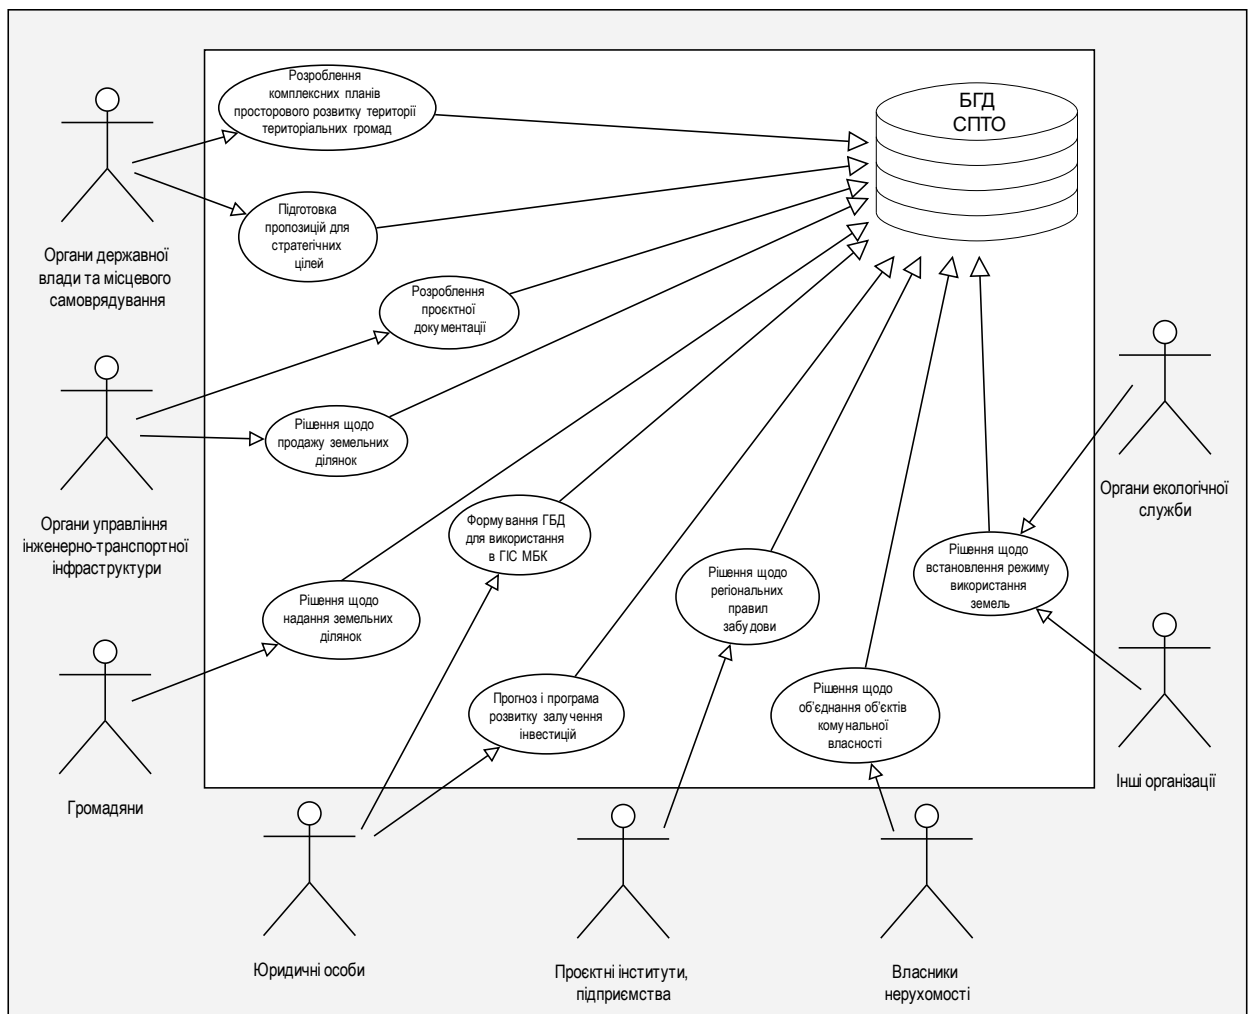 Розроблення
комплексних планів
просторового розвитку території
територіальних громад
БГД
СПТО
Підготовка
пропозицій для
стратегічних
цілей
Органи державної
влади та місцевого
самоврядування
Розроблення
проєктної
документації
Рішення щодо
продажу земельних
ділянок
Органи управління
інженерно-транспортної
інфраструктури
Органи екологічної
служби
Формування ГБД
для використання
в ГІС МБК
Рішення щодо
встановлення режиму
використання
земель
Рішення щодо
регіональних
правил
забудови
Рішення щодо
надання земельних
ділянок
Прогноз і програма
розвитку залучення
інвестицій
Рішення щодо
об’єднання об’єктів
комунальної
власності
Інші організації
Громадяни
Юридичні особи
Проєктні інститути,
підприємства
Власники
нерухомості